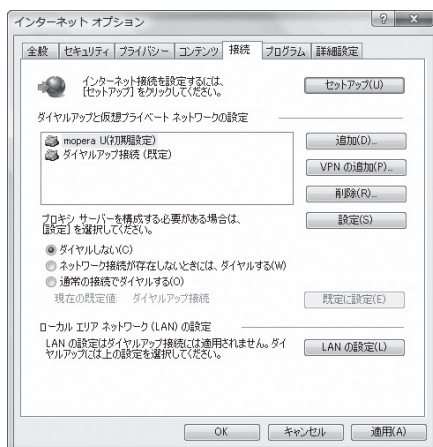 インターネット オプション
全般 セキュリティ プライバシー コンテンツ 接続 プログラム 詳細設定
インターネット接続を設定するには、
[セットアップ] をクリックしてください。
セットアップ(U)
ダイヤルアップと仮想プライベート ネットワークの設定
mopera U(初期設定)
ダイヤルアップ接続 (既定)
追加(D)...
VPN の追加(P)...
削除(R)...
プロキシ サーバーを構成する必要がある場合は、
[設定] を選択してください。
設定(S)
ダイヤルしない(C)
ネットワーク接続が存在しないときには、ダイヤルする(W)
通常の接続でダイヤルする(O)
現在の既定値: ダイヤルアップ接続
既定に設定(E)
ローカル エリア ネットワーク (LAN) の設定
LAN の設定はダイヤルアップ接続には適用されません。ダイ
ヤルアップには上の設定を選択してください。
LAN の設定(L)
OK キャンセル 適用(A)